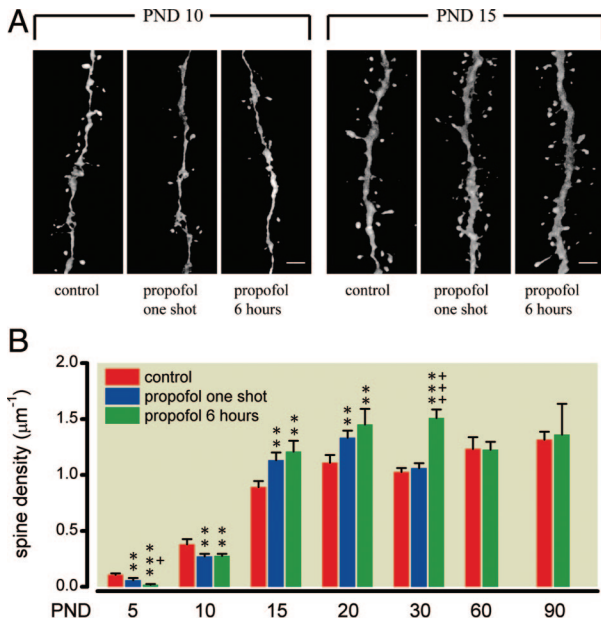 A
PND 10
PND 15
control
propofol
one shot
propofol
6 hours
control
propofol
one shot
propofol
6 hours
B
spine density (μm⁻¹)
2.0
1.5
1.0
0.5
0.0
control
propofol one shot
propofol 6 hours
**
***+
**
**
**
**
**
**
***+++
PND 5 10 15 20 30 60 90